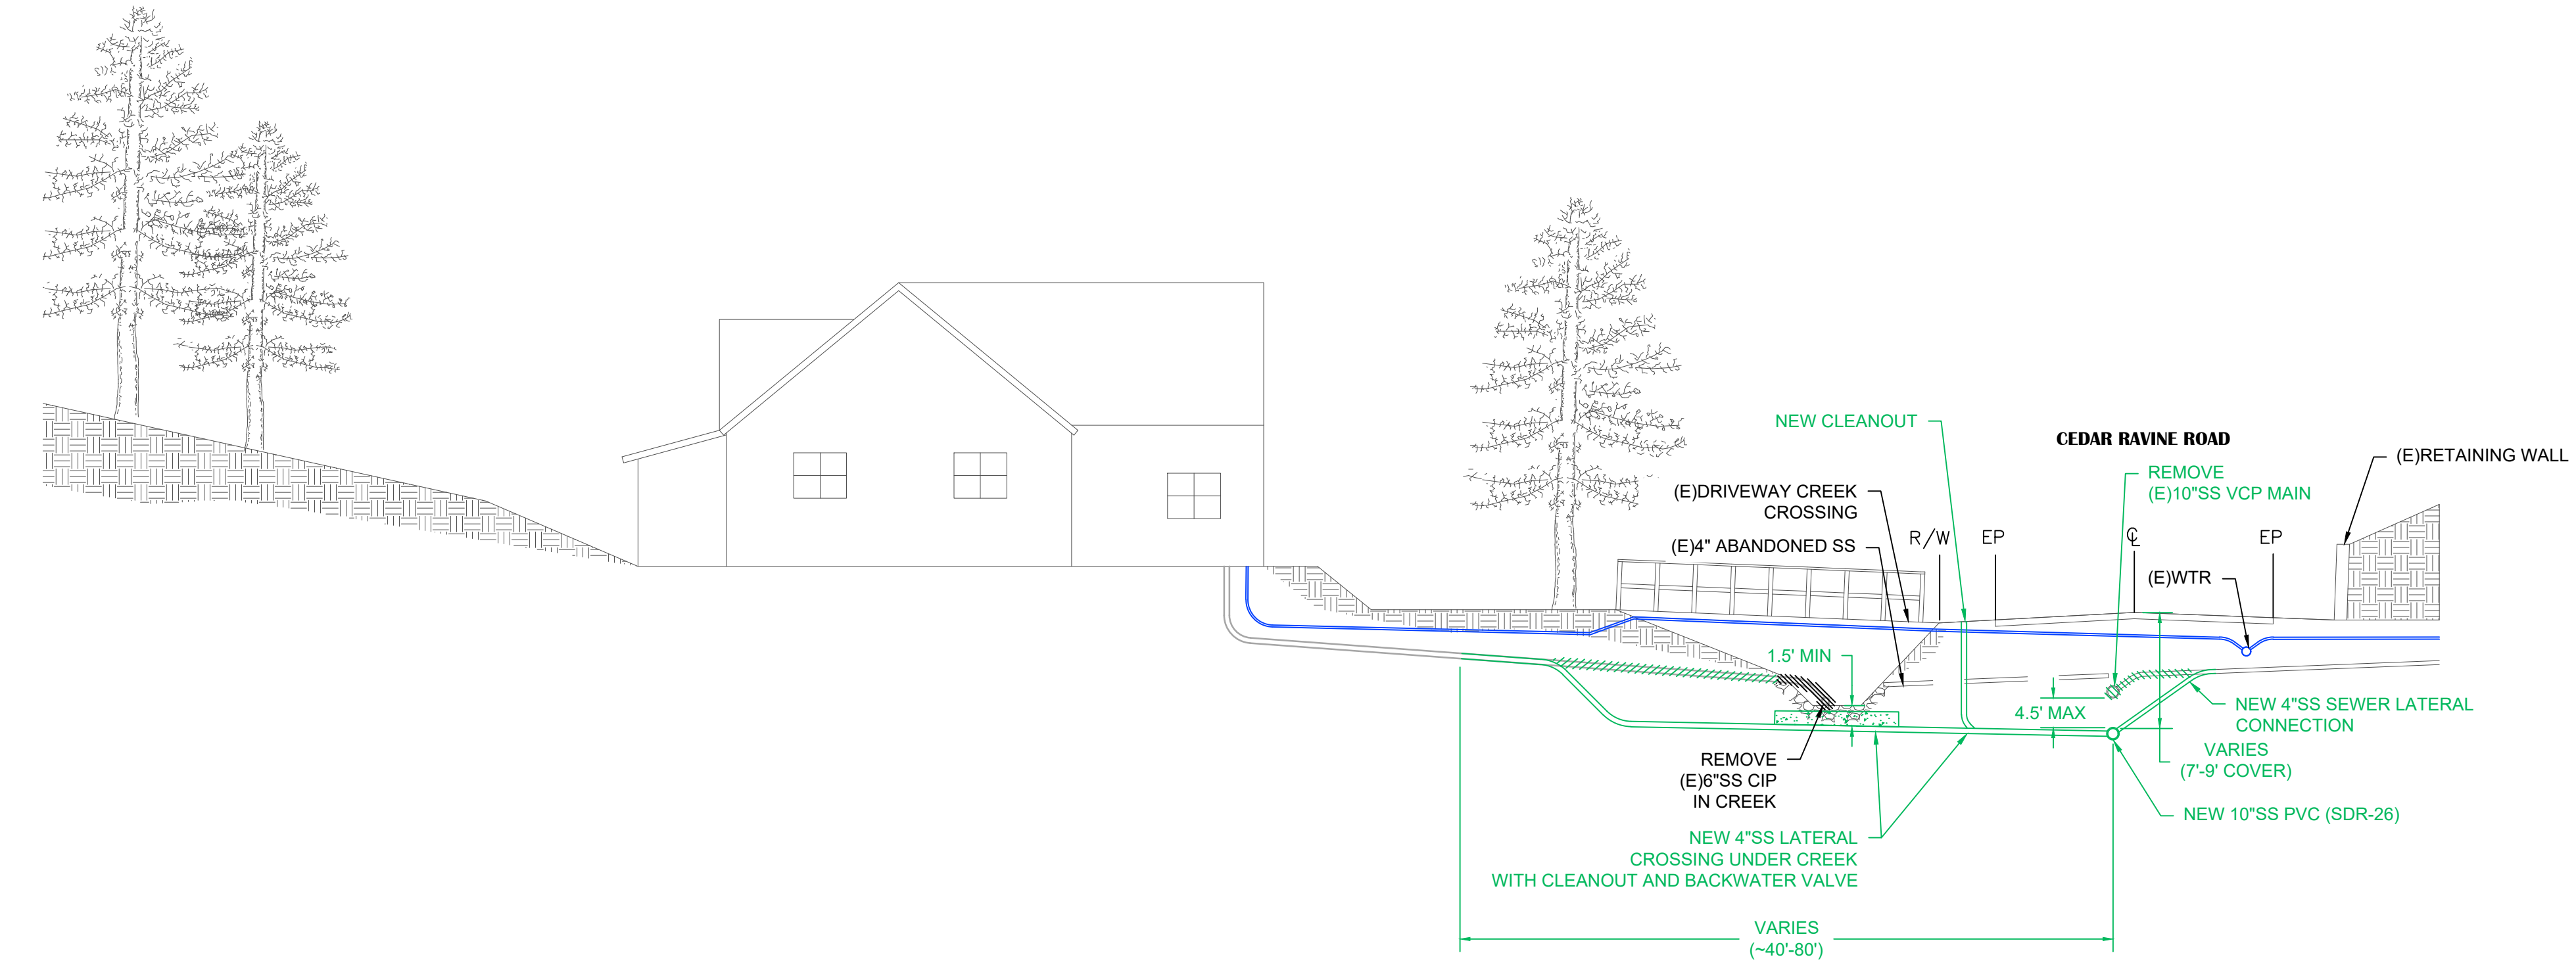 NEW CLEANOUT
CEDAR RAVINE ROAD
(E)RETAINING WALL
REMOVE
(E)10"SS VCP MAIN
(E)DRIVEWAY CREEK
CROSSING
(E)4" ABANDONED SS
R/W
EP
℄
EP
(E)WTR
1.5' MIN
4.5' MAX
NEW 4"SS SEWER LATERAL
CONNECTION
VARIES
(7'-9' COVER)
REMOVE
(E)6"SS CIP
IN CREEK
NEW 10"SS PVC (SDR-26)
NEW 4"SS LATERAL
CROSSING UNDER CREEK
WITH CLEANOUT AND BACKWATER VALVE
VARIES
(~40'-80')